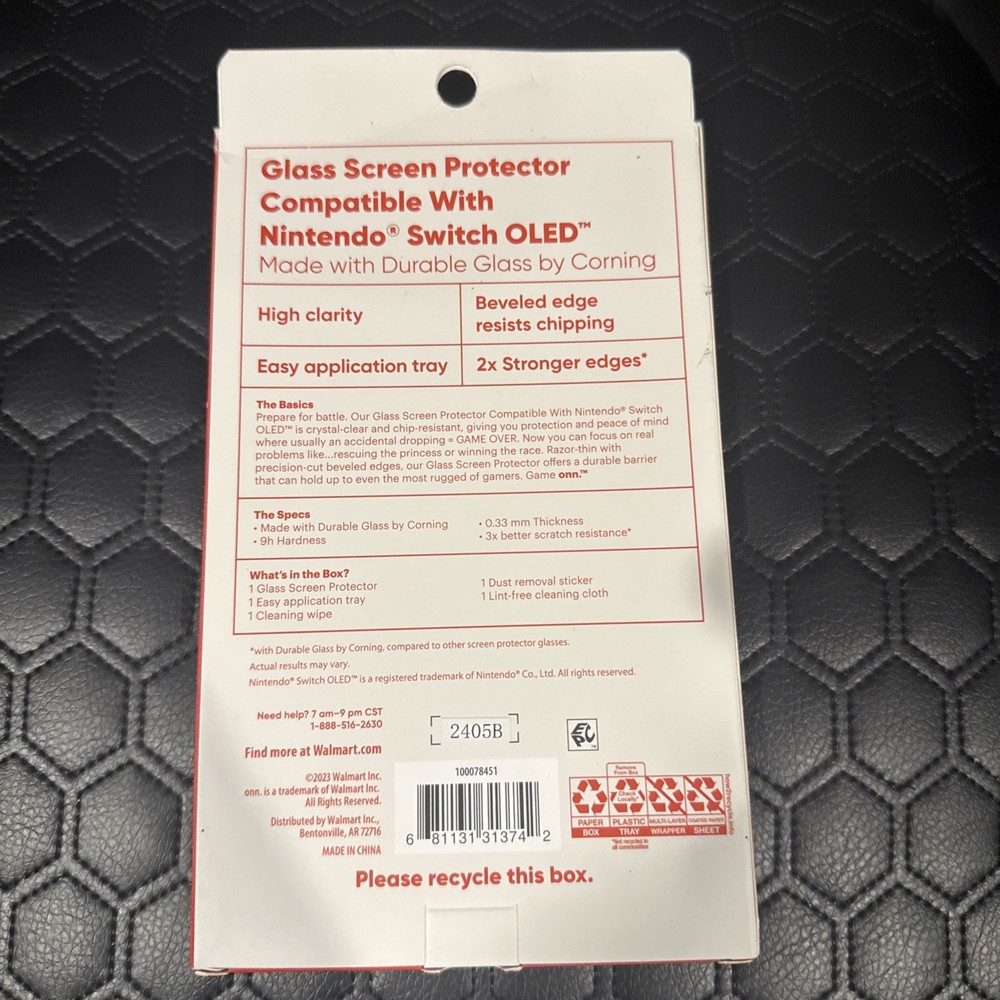 Glass Screen Protector
Compatible With
Nintendo® Switch OLED™
Made with Durable Glass by Corning
High clarity
Beveled edge
resists chipping
Easy application tray
2x Stronger edges*
The Basics
Prepare for battle. Our Glass Screen Protector Compatible With Nintendo® Switch
OLED™ is crystal-clear and chip-resistant, giving you protection and peace of mind
where usually an accidental dropping = GAME OVER. Now you can focus on real
problems like...rescuing the princess or winning the race. Razor-thin with
precision-cut beveled edges, our Glass Screen Protector offers a durable barrier
that can hold up to even the most rugged of gamers. Game onn.™
The Specs
• Made with Durable Glass by Corning
• 9h Hardness
• 0.33 mm Thickness
• 3x better scratch resistance*
What's in the Box?
1 Glass Screen Protector
1 Easy application tray
1 Cleaning wipe
1 Dust removal sticker
1 Lint-free cleaning cloth
*with Durable Glass by Corning, compared to other screen protector glasses.
Actual results may vary.
Nintendo® Switch OLED™ is a registered trademark of Nintendo® Co., Ltd. All rights reserved.
Need help? 7 am–9 pm CST
1-888-516-2630
Find more at Walmart.com
©2023 Walmart Inc.
onn. is a trademark of Walmart Inc.
All Rights Reserved.
Distributed by Walmart Inc.,
Bentonville, AR 72716
MADE IN CHINA
2405B
EPC™
100078451
6 81131 31374 2
Remove
From Box
Check
Locally*
PAPER
PLASTIC
MULTI-LAYER
COATED PAPER
BOX
TRAY
WRAPPER
SHEET
*Not recycled in
all communities
how2recycle.info
Please recycle this box.